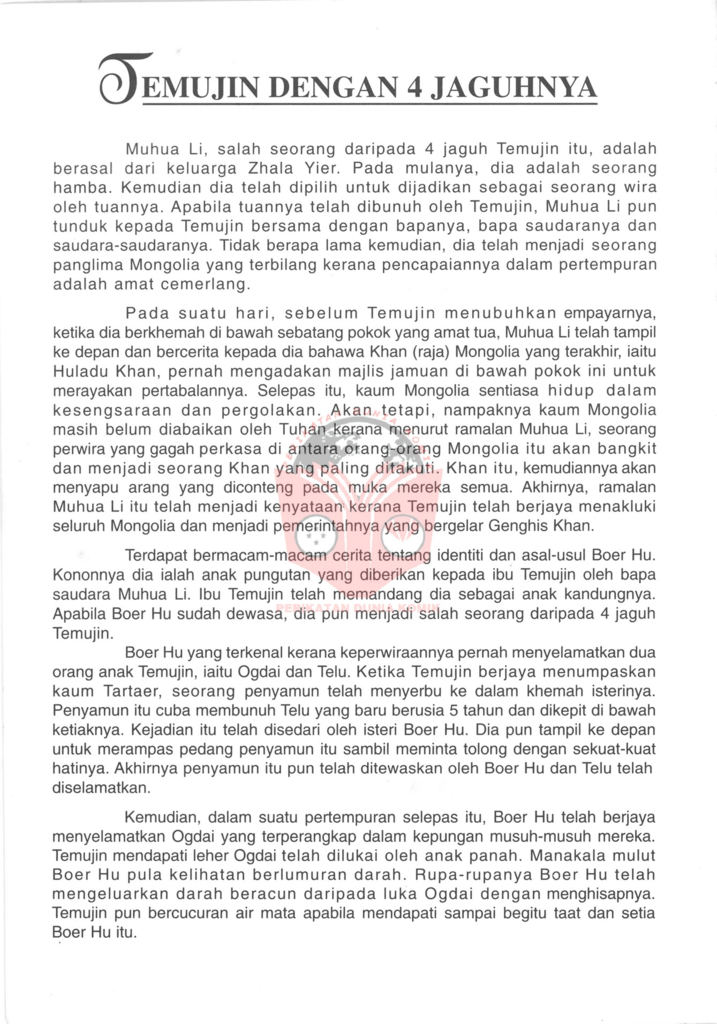 TEMUJIN DENGAN 4 JAGUHNYA
Muhua Li, salah seorang daripada 4 jaguh Temujin itu, adalah
berasal dari keluarga Zhala Yier. Pada mulanya, dia adalah seorang
hamba. Kemudian dia telah dipilih untuk dijadikan sebagai seorang wira
oleh tuannya. Apabila tuannya telah dibunuh oleh Temujin, Muhua Li pun
tunduk kepada Temujin bersama dengan bapanya, bapa saudaranya dan
saudara-saudaranya. Tidak berapa lama kemudian, dia telah menjadi seorang
panglima Mongolia yang terbilang kerana pencapaiannya dalam pertempuran
adalah amat cemerlang.
Pada suatu hari, sebelum Temujin menubuhkan empayarnya,
ketika dia berkhemah di bawah sebatang pokok yang amat tua, Muhua Li telah tampil
ke depan dan bercerita kepada dia bahawa Khan (raja) Mongolia yang terakhir, iaitu
Huladu Khan, pernah mengadakan majlis jamuan di bawah pokok ini untuk
merayakan pertabalannya. Selepas itu, kaum Mongolia sentiasa hidup dalam
kesengsaraan dan pergolakan. Akan tetapi, nampaknya kaum Mongolia
masih belum diabaikan oleh Tuhan kerana menurut ramalan Muhua Li, seorang
perwira yang gagah perkasa di antara orang-orang Mongolia itu akan bangkit
dan menjadi seorang Khan yang paling ditakuti. Khan itu, kemudiannya akan
menyapu arang yang diconteng pada muka mereka semua. Akhirnya, ramalan
Muhua Li itu telah menjadi kenyataan kerana Temujin telah berjaya menakluki
seluruh Mongolia dan menjadi pemerintahnya yang bergelar Genghis Khan.
Terdapat bermacam-macam cerita tentang identiti dan asal-usul Boer Hu.
Kononnya dia ialah anak pungutan yang diberikan kepada ibu Temujin oleh bapa
saudara Muhua Li. Ibu Temujin telah memandang dia sebagai anak kandungnya.
Apabila Boer Hu sudah dewasa, dia pun menjadi salah seorang daripada 4 jaguh
PERIKATAN DUNIA KOMIK
Temujin.
Boer Hu yang terkenal kerana keperwiraannya pernah menyelamatkan dua
orang anak Temujin, iaitu Ogdai dan Telu. Ketika Temujin berjaya menumpaskan
kaum Tartaer, seorang penyamun telah menyerbu ke dalam khemah isterinya.
Penyamun itu cuba membunuh Telu yang baru berusia 5 tahun dan dikepit di bawah
ketiaknya. Kejadian itu telah disedari oleh isteri Boer Hu. Dia pun tampil ke depan
untuk merampas pedang penyamun itu sambil meminta tolong dengan sekuat-kuat
hatinya. Akhirnya penyamun itu pun telah ditewaskan oleh Boer Hu dan Telu telah
diselamatkan.
Kemudian, dalam suatu pertempuran selepas itu, Boer Hu telah berjaya
menyelamatkan Ogdai yang terperangkap dalam kepungan musuh-musuh mereka.
Temujin mendapati leher Ogdai telah dilukai oleh anak panah. Manakala mulut
Boer Hu pula kelihatan berlumuran darah. Rupa-rupanya Boer Hu telah
mengeluarkan darah beracun daripada luka Ogdai dengan menghisapnya.
Temujin pun bercucuran air mata apabila mendapati sampai begitu taat dan setia
Boer Hu itu.